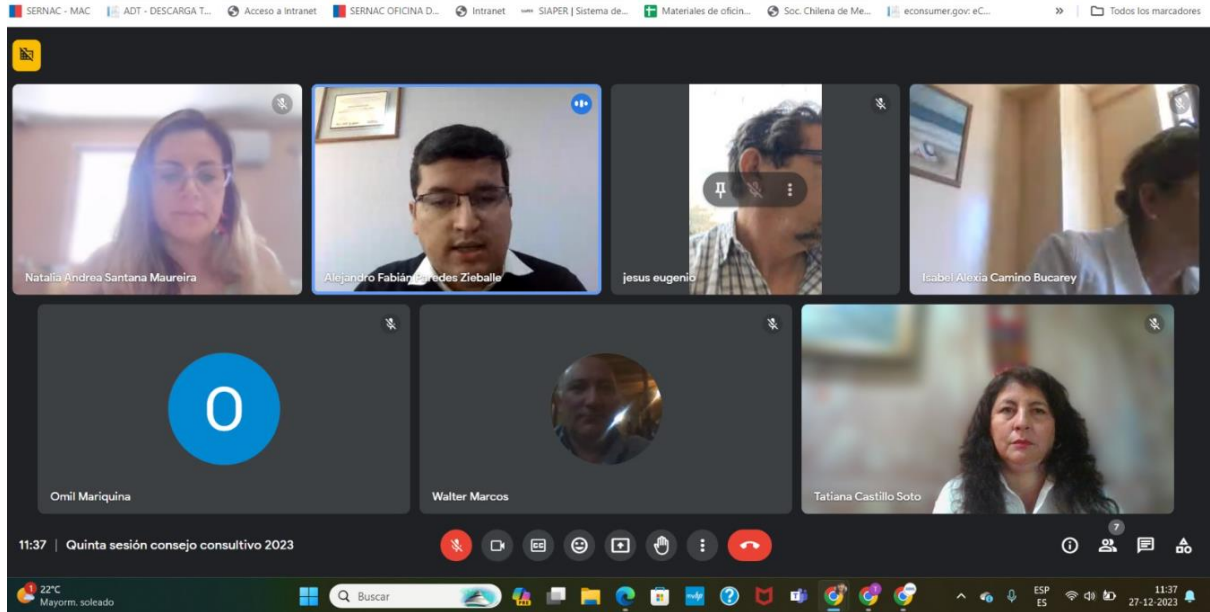 SERNAC - MAC
ADT - DESCARGA T...
Acceso a Intranet
SERNAC OFICINA D...
Intranet
SIAPER | Sistema de...
Materiales de oficin...
Soc. Chilena de Me...
econsumer.gov: eC...
»
Todos los marcadores
Natalia Andrea Santana Maureira
Alejandro Fabián Paredes Zieballe
jesus eugenio
Isabel Alexia Camino Bucarey
O
Omil Mariquina
Walter Marcos
Tatiana Castillo Soto
11:37 | Quinta sesión consejo consultivo 2023
CC
7
1
22°C
Mayorm. soleado
Buscar
PRE
ESP
ES
11:37
27-12-2023